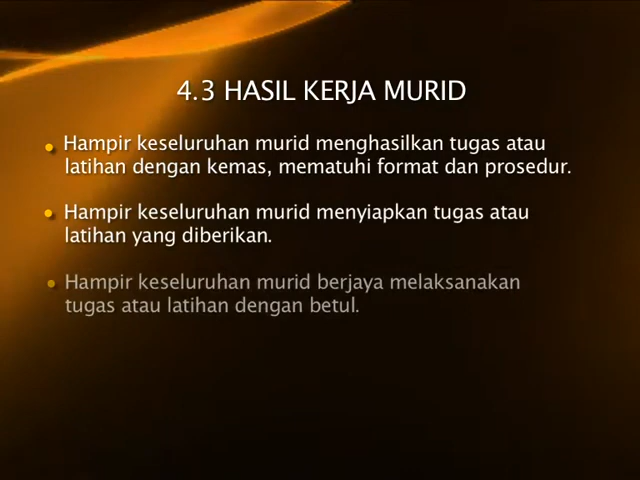 4.3 HASIL KERJA MURID
Hampir keseluruhan murid menghasilkan tugas atau
latihan dengan kemas, mematuhi format dan prosedur.
Hampir keseluruhan murid menyiapkan tugas atau
latihan yang diberikan.
Hampir keseluruhan murid berjaya melaksanakan
tugas atau latihan dengan betul.